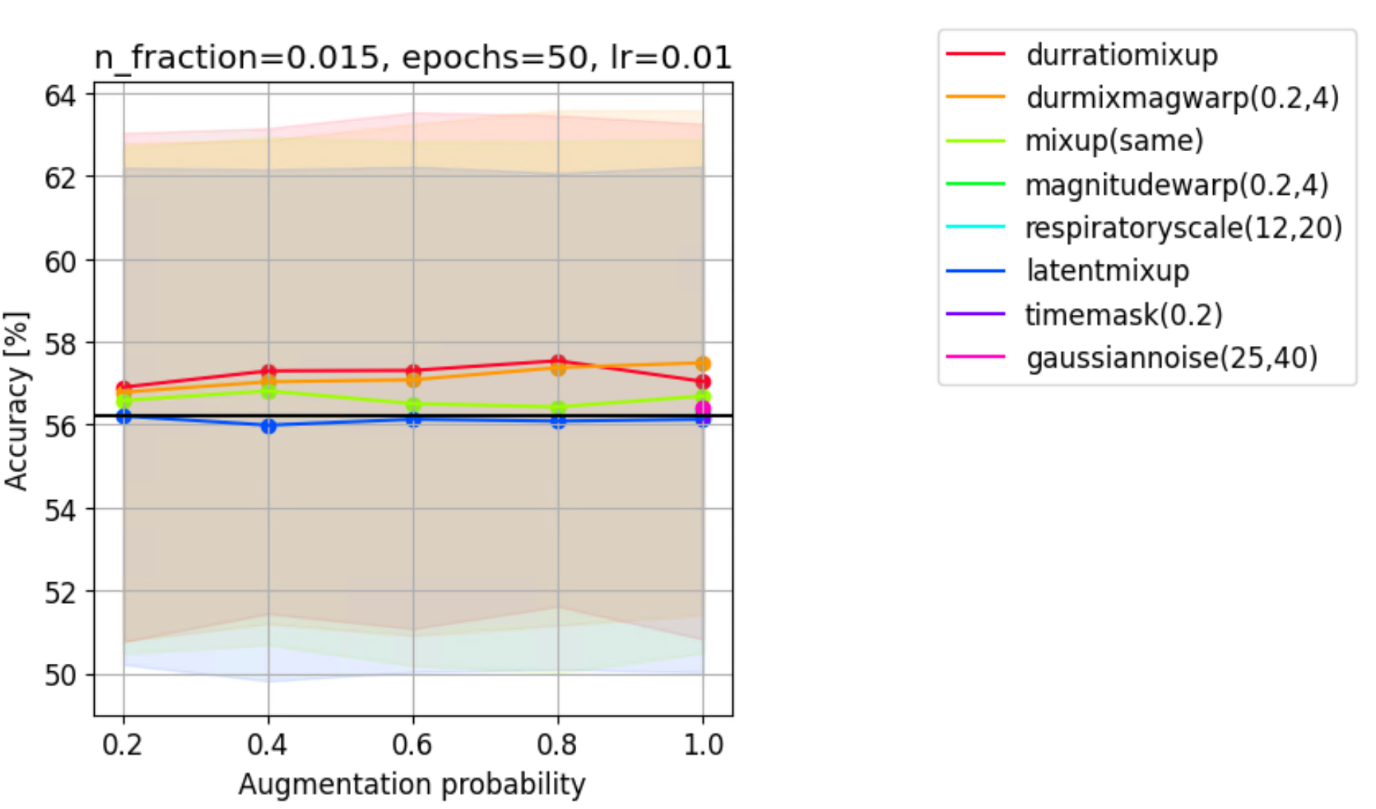 n_fraction=0.015, epochs=50, lr=0.01
64
62
60
58
56
54
52
50
Accuracy [%]
0.2 0.4 0.6 0.8 1.0
Augmentation probability
durratiomixup
durmixmagwarp(0.2,4)
mixup(same)
magnitudewarp(0.2,4)
respiratoryscale(12,20)
latentmixup
timemask(0.2)
gaussiannoise(25,40)